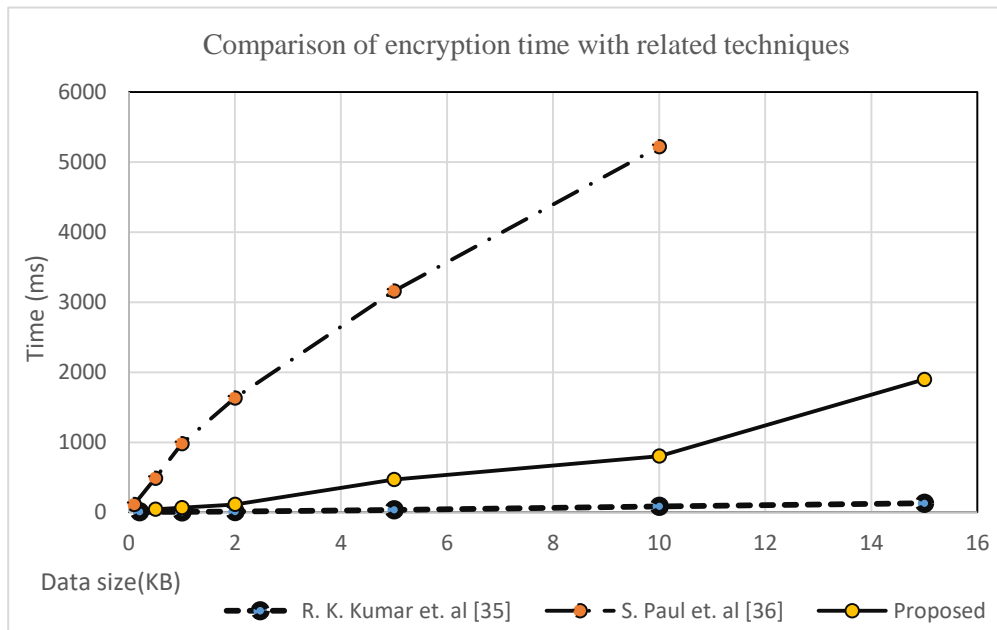 Comparison of encryption time with related techniques
6000
5000
4000
3000
2000
1000
0
Time (ms)
0 2 4 6 8 10 12 14 16
Data size(KB)
R. K. Kumar et. al [35] S. Paul et. al [36] Proposed